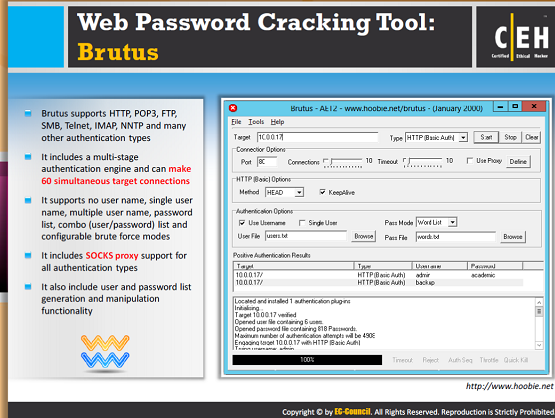 Web Password Cracking Tool:
Brutus
CEH
Certified Ethical Hacker
Brutus supports HTTP, POP3, FTP,
SMB, Telnet, IMAP, NNTP and many
other authentication types
It includes a multi-stage
authentication engine and can make
60 simultaneous target connections
It supports no user name, single user
name, multiple user name, password
list, combo (user/password) list and
configurable brute force modes
It includes SOCKS proxy support for
all authentication types
It also include user and password list
generation and manipulation
functionality
Brutus - AET2 - www.hoobie.net/brutus - (January 2000)
File Tools Help
Target 10.0.0.17| Type HTTP (Basic Auth) Start Stop Clear
Connection Options
Port 80 Connections 10 Timeout 10 Use Proxy Define
HTTP (Basic) Options
Method HEAD KeepAlive
Authentication Options
Use Username Single User Pass Mode Word List
User File users.txt Browse Pass File words.txt Browse
Positive Authentication Results
Target Type Username Password
10.0.0.17/ HTTP (Basic Auth) admin academic
10.0.0.17/ HTTP (Basic Auth) backup
Located and installed 1 authentication plug-ins
Initialising...
Target 10.0.0.17 verified
Opened user file containing 6 users.
Opened password file containing 818 Passwords.
Maximum number of authentication attempts will be 4908
Engaging target 10.0.0.17 with HTTP (Basic Auth)
Trying username: admin
100% Timeout Reject Auth Seq Throttle Quick Kill
http://www.hoobie.net
Copyright © by EC-Council. All Rights Reserved. Reproduction is Strictly Prohibited